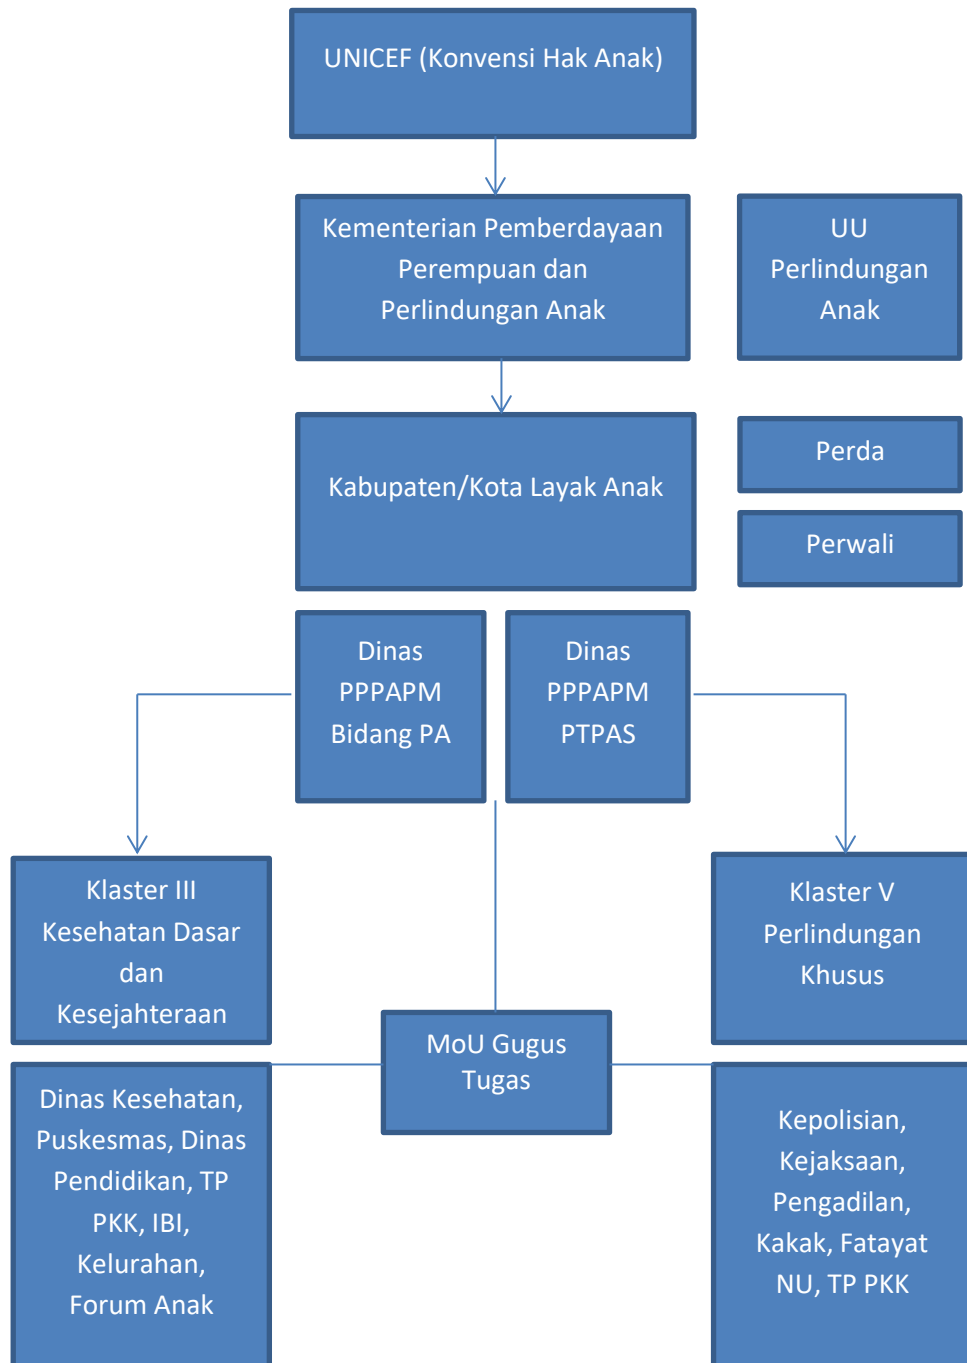 UNICEF (Konvensi Hak Anak)
Kementerian Pemberdayaan
Perempuan dan
Perlindungan Anak
UU
Perlindungan
Anak
Kabupaten/Kota Layak Anak
Perda
Perwali
Dinas
PPPAPM
Bidang PA
Dinas
PPPAPM
PTPAS
Klaster III
Kesehatan Dasar
dan
Kesejahteraan
Klaster V
Perlindungan
Khusus
MoU Gugus
Tugas
Dinas Kesehatan,
Puskesmas, Dinas
Pendidikan, TP
PKK, IBI,
Kelurahan,
Forum Anak
Kepolisian,
Kejaksaan,
Pengadilan,
Kakak, Fatayat
NU, TP PKK